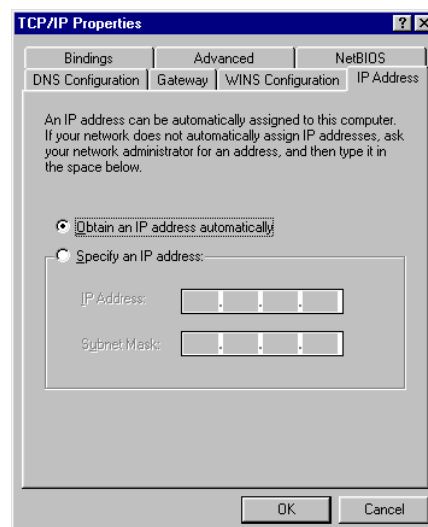 TCP/IP Properties
Bindings Advanced NetBIOS
DNS Configuration Gateway WINS Configuration IP Address
An IP address can be automatically assigned to this computer.
If your network does not automatically assign IP addresses, ask
your network administrator for an address, and then type it in
the space below.
Obtain an IP address automatically
Specify an IP address:
IP Address:
Subnet Mask:
OK Cancel